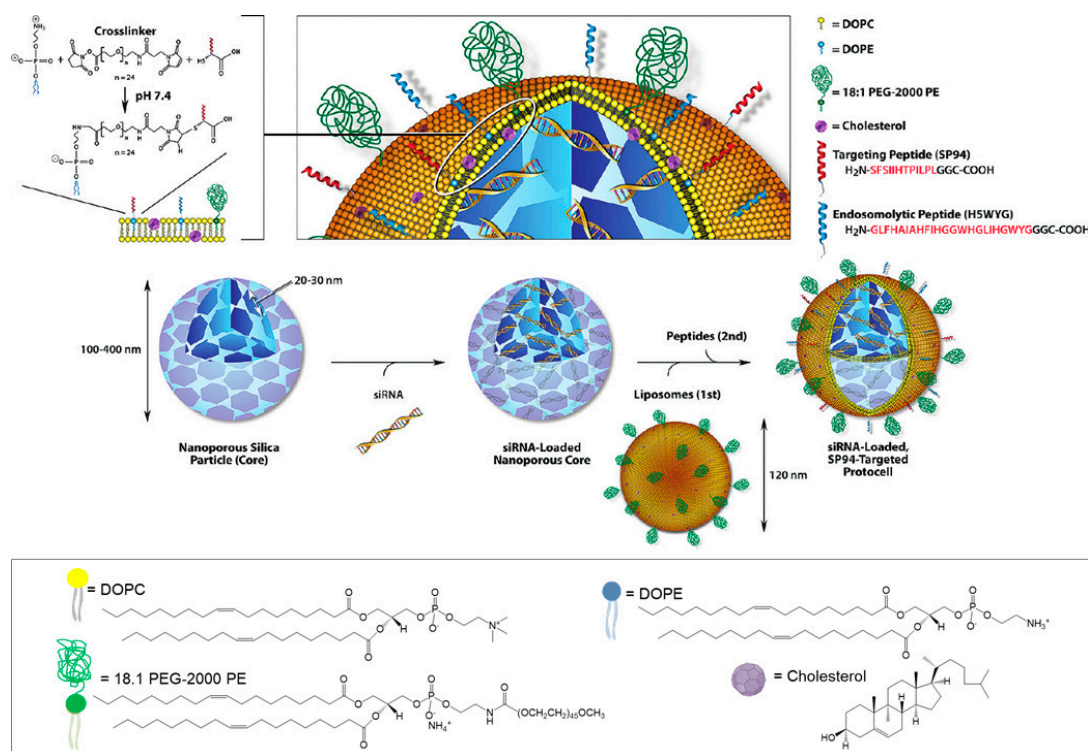 Crosslinker
NH3
+
HS
OH
n = 24
pH 7.4
n = 24
= DOPC
= DOPE
= 18:1 PEG-2000 PE
= Cholesterol
Targeting Peptide (SP94)
H2N-SFSIIHTPILPLGGC-COOH
Endosomolytic Peptide (H5WYG)
H2N-GLFHAIAHFIHGGWHGLIHGWYGGGC-COOH
20-30 nm
100-400 nm
siRNA
Peptides (2nd)
Liposomes (1st)
120 nm
Nanoporous Silica
Particle (Core)
siRNA-Loaded
Nanoporous Core
siRNA-Loaded,
SP94-Targeted
Protocell
= DOPC
= DOPE
= 18.1 PEG-2000 PE
= Cholesterol
(OCH2CH2)45OCH3
NH4+
NH3+
HO